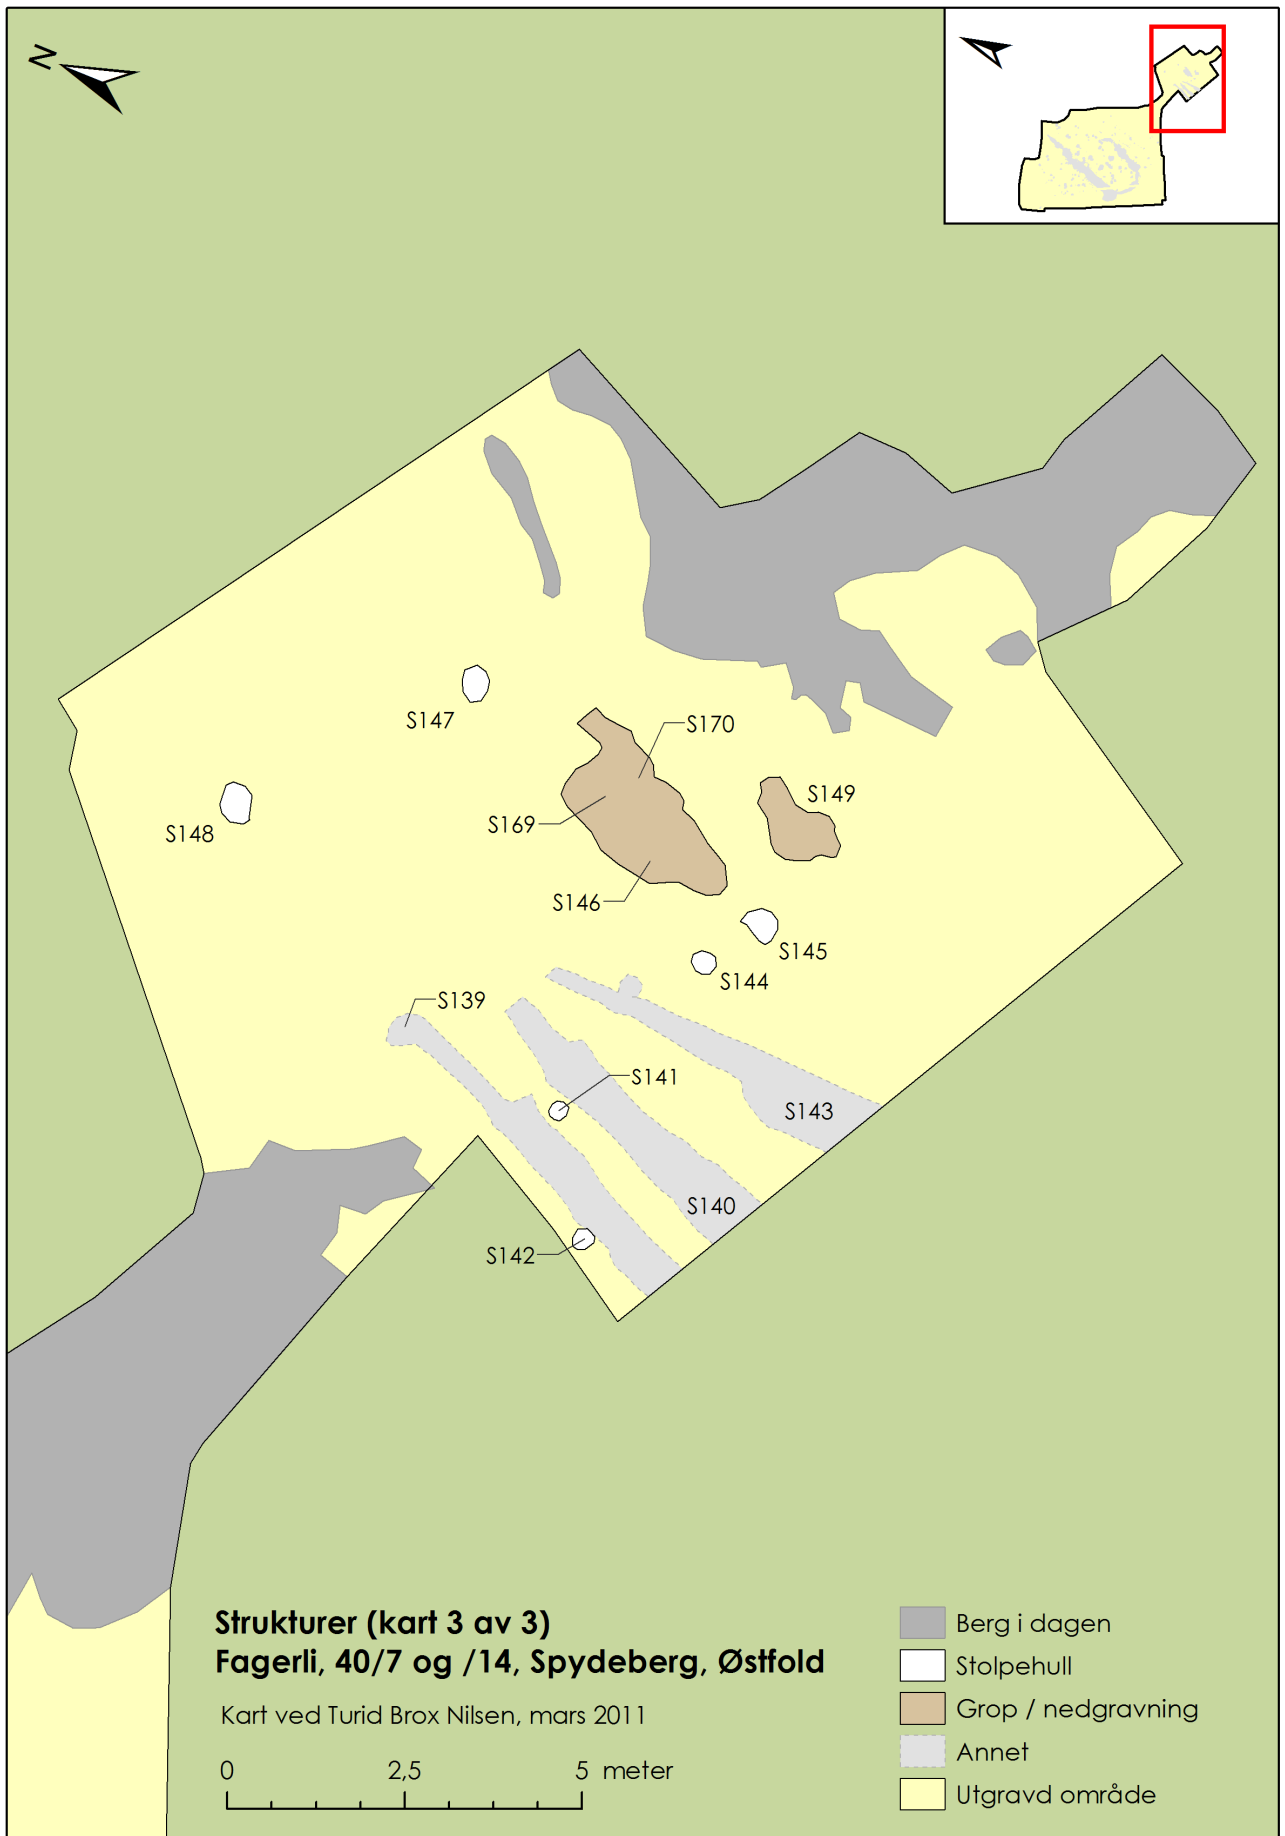 N
S147
S170
S149
S148
S169
S146
S145
S144
S139
S141
S143
S140
S142
Strukturer (kart 3 av 3)
Fagerli, 40/7 og /14, Spydeberg, Østfold
Kart ved Turid Brox Nilsen, mars 2011
0 2,5 5 meter
Berg i dagen
Stolpehull
Grop / nedgravning
Annet
Utgravd område